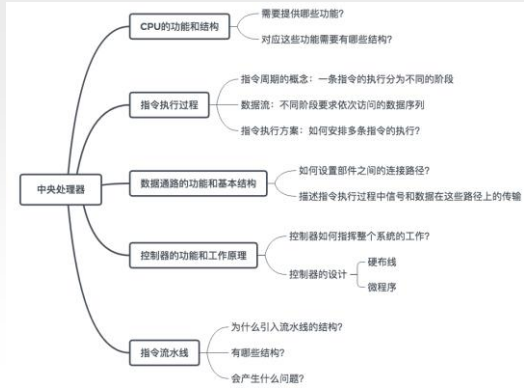 中央处理器
CPU的功能和结构
需要提供哪些功能?
对应这些功能需要有哪些结构?
指令执行过程
指令周期的概念：一条指令的执行分为不同的阶段
数据流：不同阶段要求依次访问的数据序列
指令执行方案：如何安排多条指令的执行?
数据通路的功能和基本结构
如何设置部件之间的连接路径?
描述指令执行过程中信号和数据在这些路径上的传输
控制器的功能和工作原理
控制器如何指挥整个系统的工作?
控制器的设计
硬布线
微程序
指令流水线
为什么引入流水线的结构?
有哪些结构?
会产生什么问题?